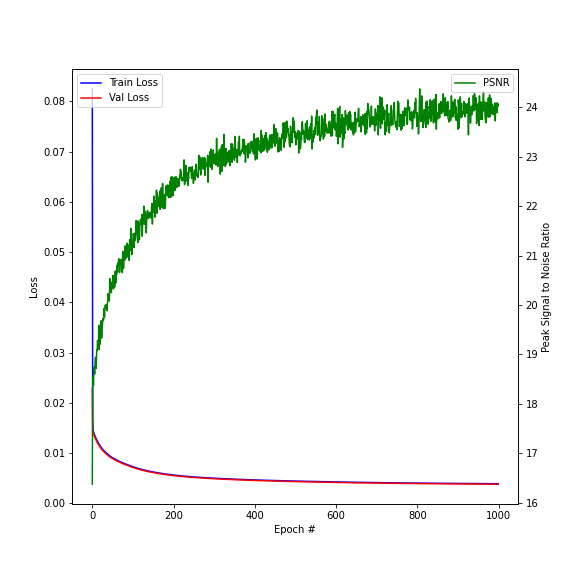 Train Loss
Val Loss
PSNR
0.08
0.07
0.06
0.05
0.04
0.03
0.02
0.01
0.00
Loss
24
23
22
21
20
19
18
17
16
Peak Signal to Noise Ratio
0 200 400 600 800 1000
Epoch #